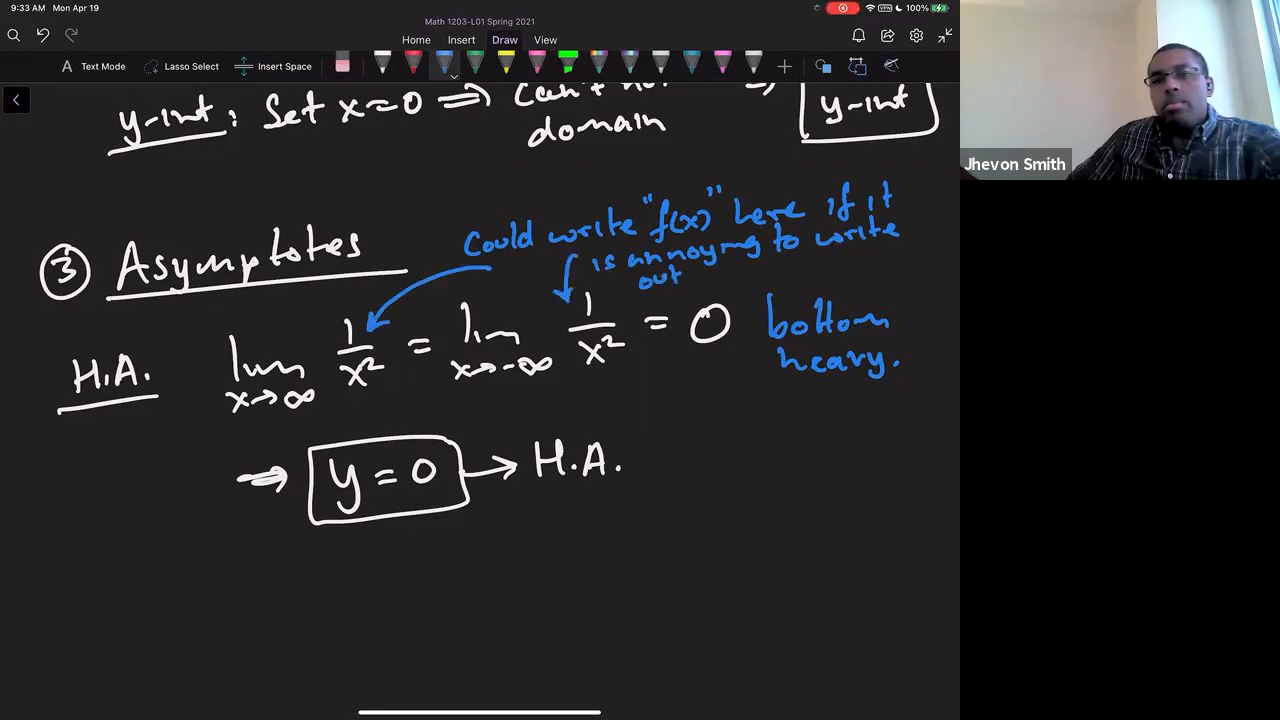 9:33 AM Mon Apr 19
VPN
100%
Math 1203-L01 Spring 2021
Home Insert Draw View
Text Mode Lasso Select Insert Space
y-int: Set x=0 ⇒ Can't
domain
y-int
Jhevon Smith
Could write "f(x)" here if it
is annoying to write
out
③ Asymptotes
H.A. lim x→∞ 1/x² = lim x→-∞ 1/x² = 0 bottom
heavy.
⇒ y = 0 → H.A.